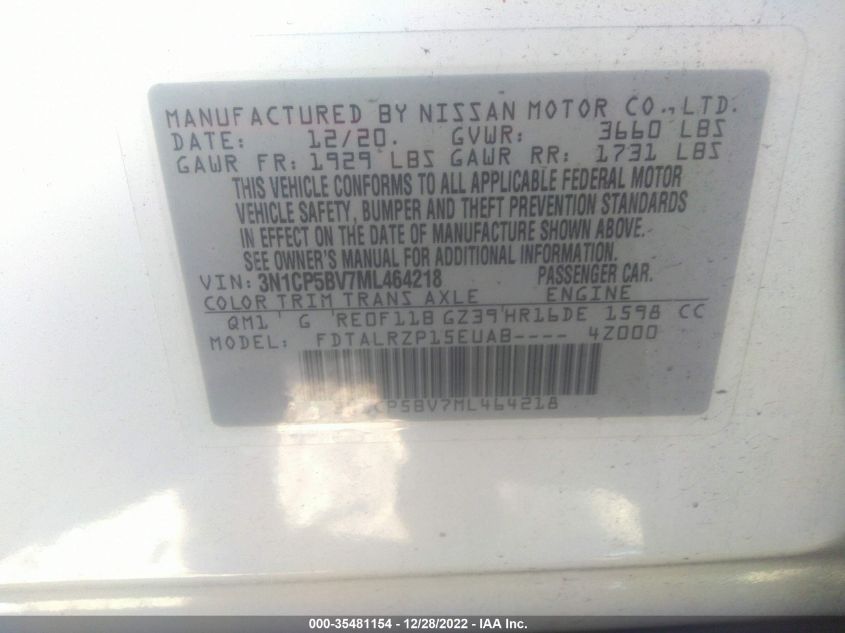 MANUFACTURED BY NISSAN MOTOR CO., LTD.
DATE: 12/20. GVWR: 3660 LBS
GAWR FR: 1929 LBS GAWR RR: 1731 LBS
THIS VEHICLE CONFORMS TO ALL APPLICABLE FEDERAL MOTOR
VEHICLE SAFETY, BUMPER AND THEFT PREVENTION STANDARDS
IN EFFECT ON THE DATE OF MANUFACTURE SHOWN ABOVE.
SEE OWNER'S MANUAL FOR ADDITIONAL INFORMATION.
VIN: 3N1CP5BV7ML464218 PASSENGER CAR.
COLOR TRIM TRANS AXLE ENGINE
QM1 G RE0F11B GZ39 HR16DE 1598 CC
MODEL: FDTALRZP15EUAB---- 4Z000
CP5BV7ML464218
000-35481154 - 12/28/2022 - IAA Inc.